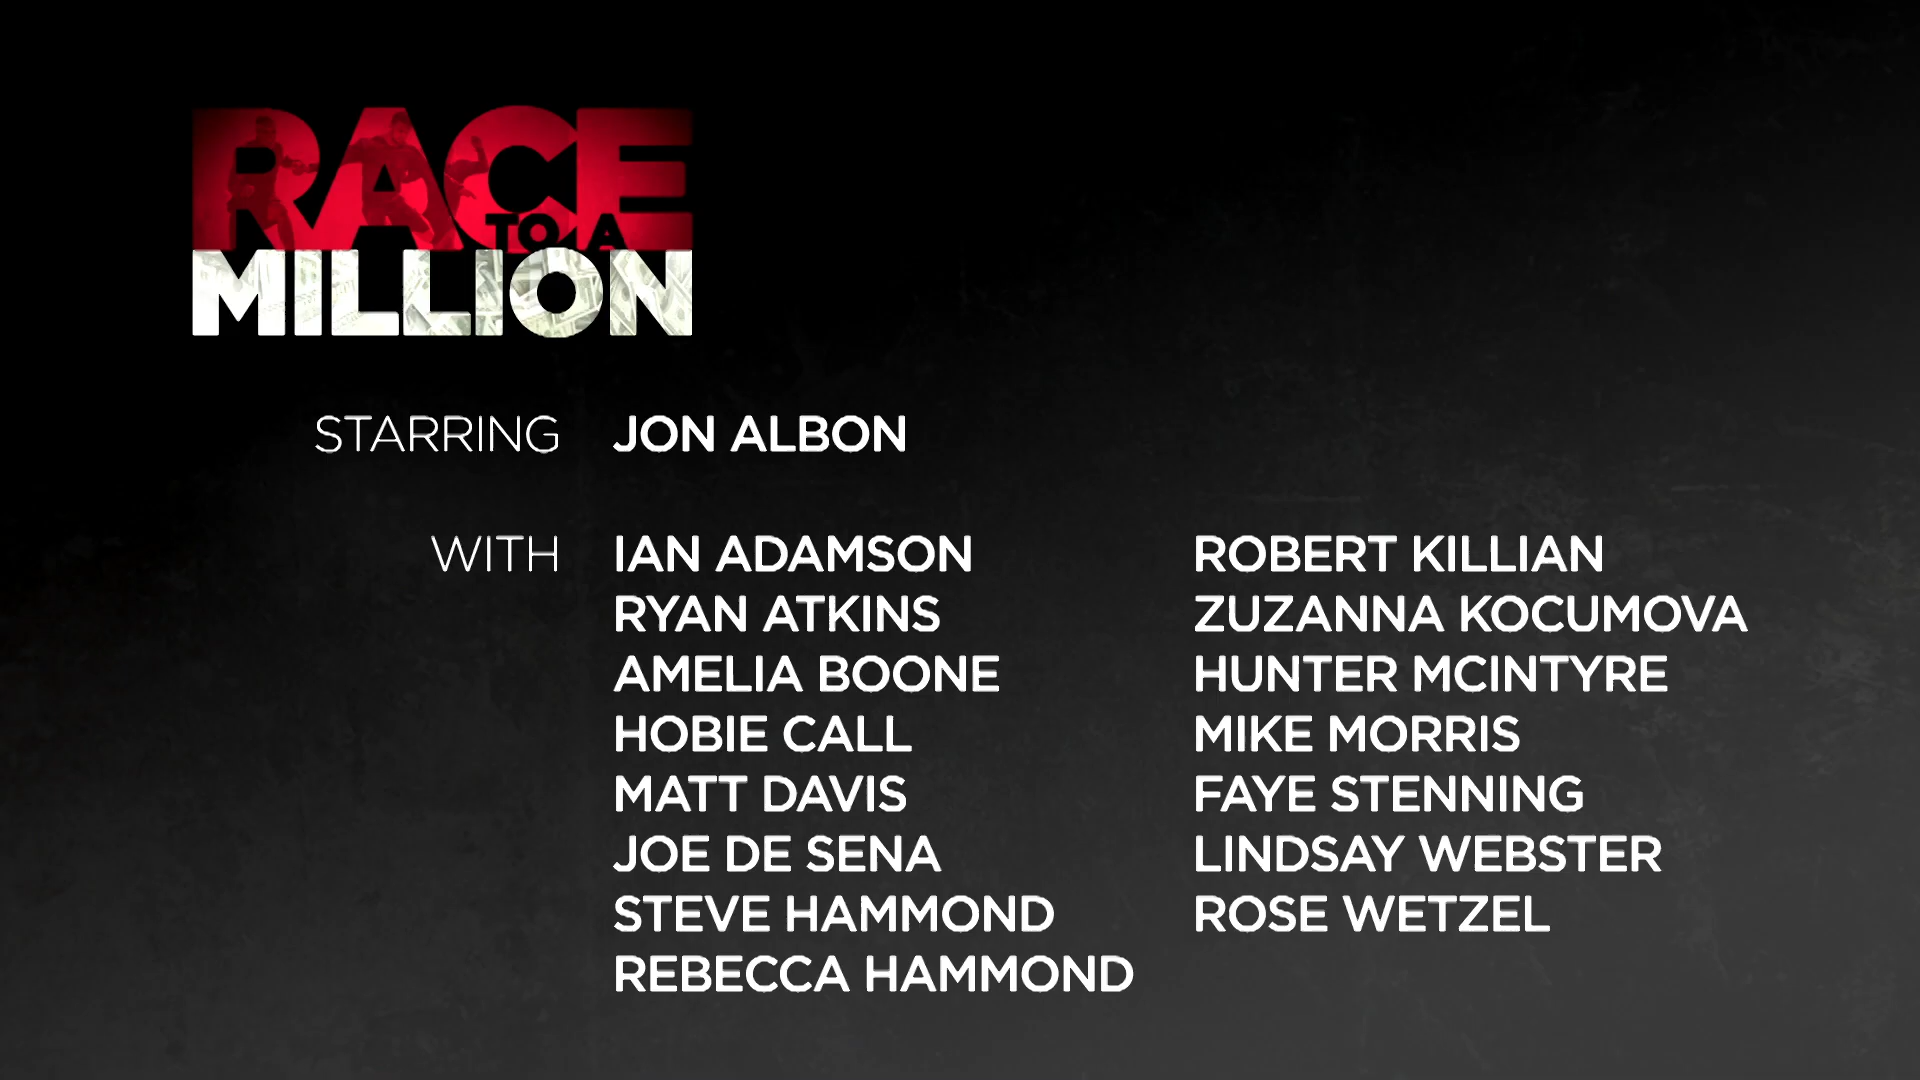 RACE
TO A
MILLION
STARRING JON ALBON
WITH IAN ADAMSON
RYAN ATKINS
AMELIA BOONE
HOBIE CALL
MATT DAVIS
JOE DE SENA
STEVE HAMMOND
REBECCA HAMMOND
ROBERT KILLIAN
ZUZANNA KOCUMOVA
HUNTER MCINTYRE
MIKE MORRIS
FAYE STENNING
LINDSAY WEBSTER
ROSE WETZEL